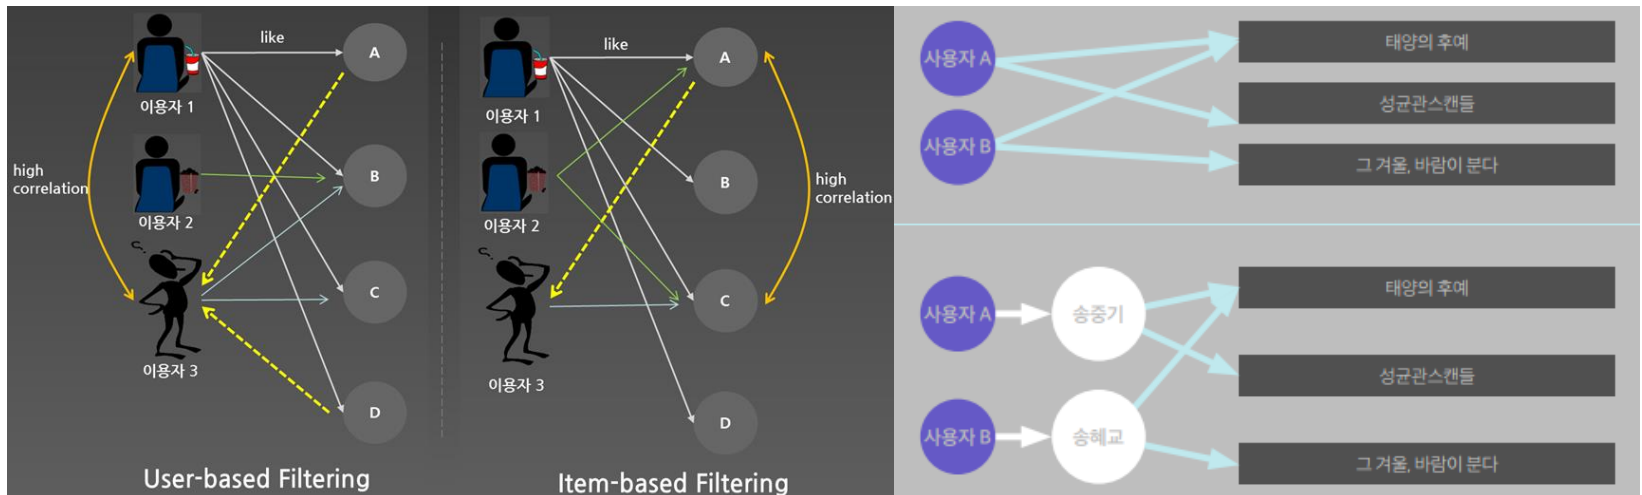 like
A
이용자 1
B
high
correlation
이용자 2
C
이용자 3
D
User-based Filtering
like
A
이용자 1
B
high
correlation
이용자 2
C
이용자 3
D
Item-based Filtering
사용자 A
태양의 후예
성균관스캔들
사용자 B
그 겨울, 바람이 분다
사용자 A
송중기
태양의 후예
성균관스캔들
사용자 B
송혜교
그 겨울, 바람이 분다